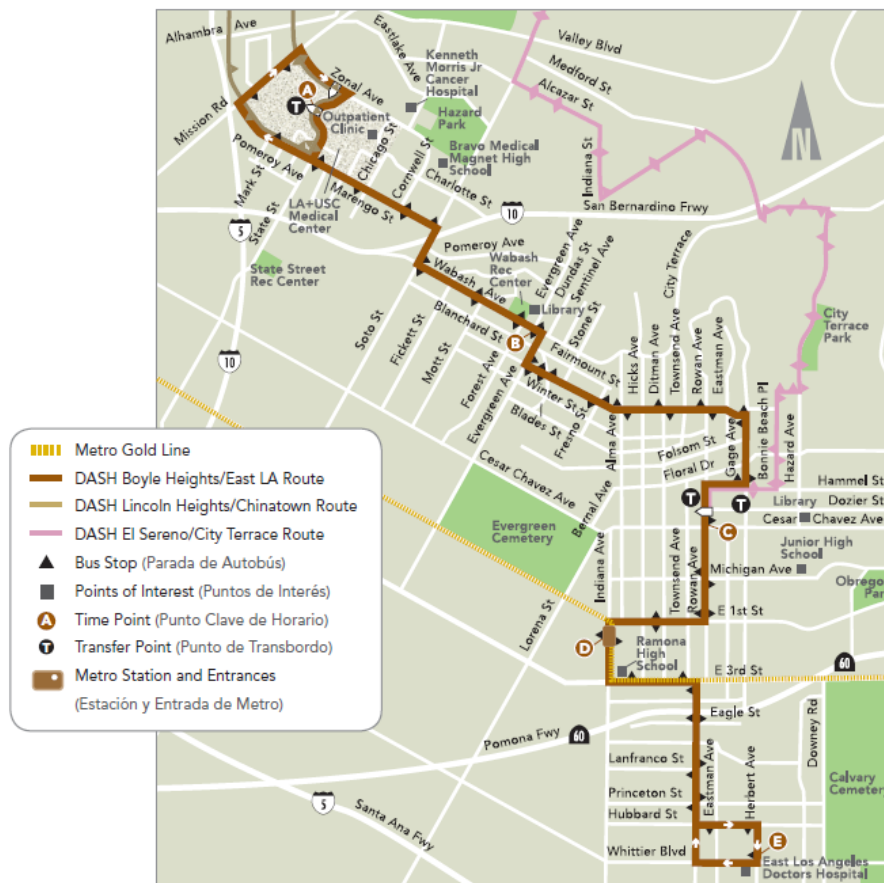 Alhambra Ave
Valley Blvd
Eastlake Ave
Kenneth
Morris Jr
Cancer
Hospital
Medford St
Alcazar St
Zonal Ave
A
T
Mission Rd
Outpatient
Clinic
Hazard
Park
Chicago St
Cornwell St
Bravo Medical
Magnet High
School
Indiana St
N
Pomeroy Ave
Mark St
State St
LA+USC
Medical
Center
Marengo St
Charlotte St
10
San Bernardino Frwy
5
State Street
Rec Center
Pomeroy Ave
Wabash
Rec
Center
Evergreen Ave
Dundas St
Sentinel Ave
City Terrace
Wabash Ave
Library
Stone St
City
Terrace
Park
Soto St
Fickett St
Mott St
Blanchard St
B
Fairmount St
Hicks Ave
Ditman Ave
Townsend Ave
Rowan Ave
Eastman Ave
10
Forest Ave
Evergreen Ave
Winter St
Blades St
Fresno St
Alma Ave
Folsom St
Floral Dr
Gage Ave
Bonnie Beach Pl
Hazard Ave
Cesar Chavez Ave
Bernal Ave
Hammel St
T
T
Library
Dozier St
Cesar
Chavez Ave
C
Evergreen
Cemetery
Junior High
School
Indiana Ave
Townsend Ave
Rowan Ave
Michigan Ave
Obrego
Par
Lorena St
E 1st St
D
Ramona
High
School
E 3rd St
60
Eagle St
Pomona Fwy
60
Downey Rd
Lanfranco St
Eastman Ave
Herbert Ave
Princeton St
Hubbard St
Calvary
Cemetery
5
Santa Ana Fwy
Whittier Blvd
E
East Los Angeles
Doctors Hospital
Metro Gold Line
DASH Boyle Heights/East LA Route
DASH Lincoln Heights/Chinatown Route
DASH El Sereno/City Terrace Route
Bus Stop (Parada de Autobús)
Points of Interest (Puntos de Interés)
A Time Point (Punto Clave de Horario)
T Transfer Point (Punto de Transbordo)
Metro Station and Entrances
(Estación y Entrada de Metro)